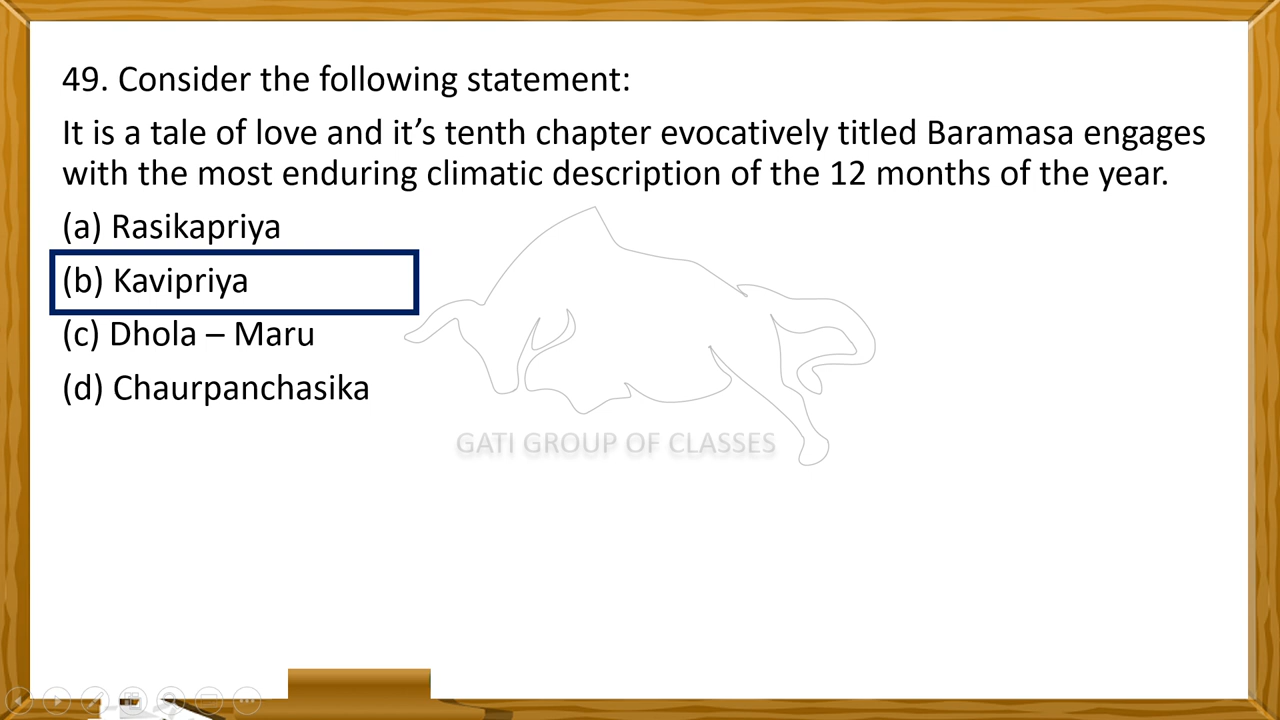 49. Consider the following statement:
It is a tale of love and it’s tenth chapter evocatively titled Baramasa engages
with the most enduring climatic description of the 12 months of the year.
(a) Rasikapriya
(b) Kavipriya
(c) Dhola – Maru
(d) Chaurpanchasika
GATI GROUP OF CLASSES